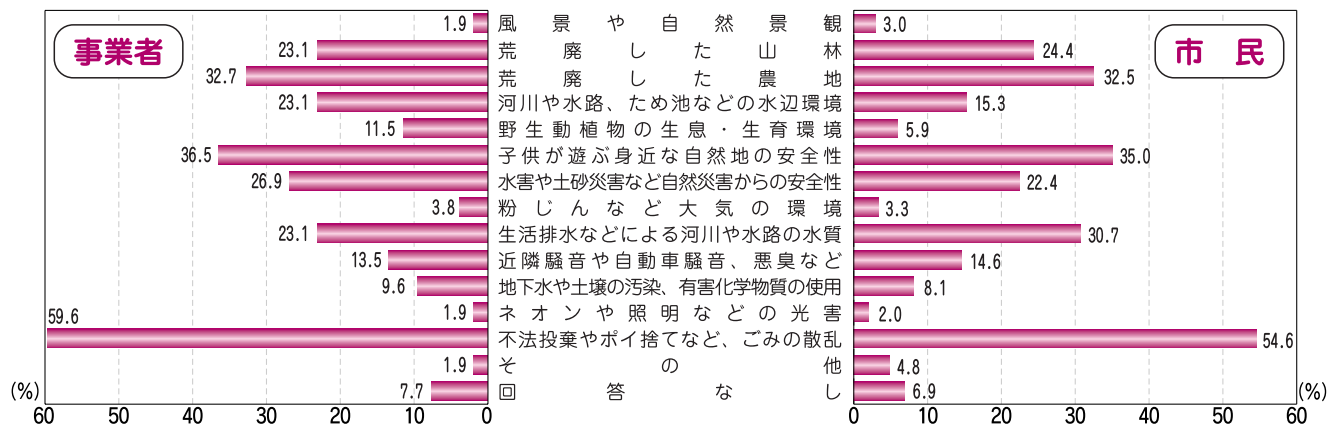 事業者
市民
1.9 風景や自然景観 3.0
23.1 荒廃した山林 24.4
32.7 荒廃した農地 32.5
23.1 河川や水路、ため池などの水辺環境 15.3
11.5 野生動植物の生息・生育環境 5.9
36.5 子供が遊ぶ身近な自然地の安全性 35.0
26.9 水害や土砂災害など自然災害からの安全性 22.4
3.8 粉じんなど大気の環境 3.3
23.1 生活排水などによる河川や水路の水質 30.7
13.5 近隣騒音や自動車騒音、悪臭など 14.6
9.6 地下水や土壌の汚染、有害化学物質の使用 8.1
1.9 ネオンや照明などの光害 2.0
59.6 不法投棄やポイ捨てなど、ごみの散乱 54.6
1.9 その他 4.8
7.7 回答なし 6.9
(%) (%)
60 50 40 30 20 10 0 0 10 20 30 40 50 60